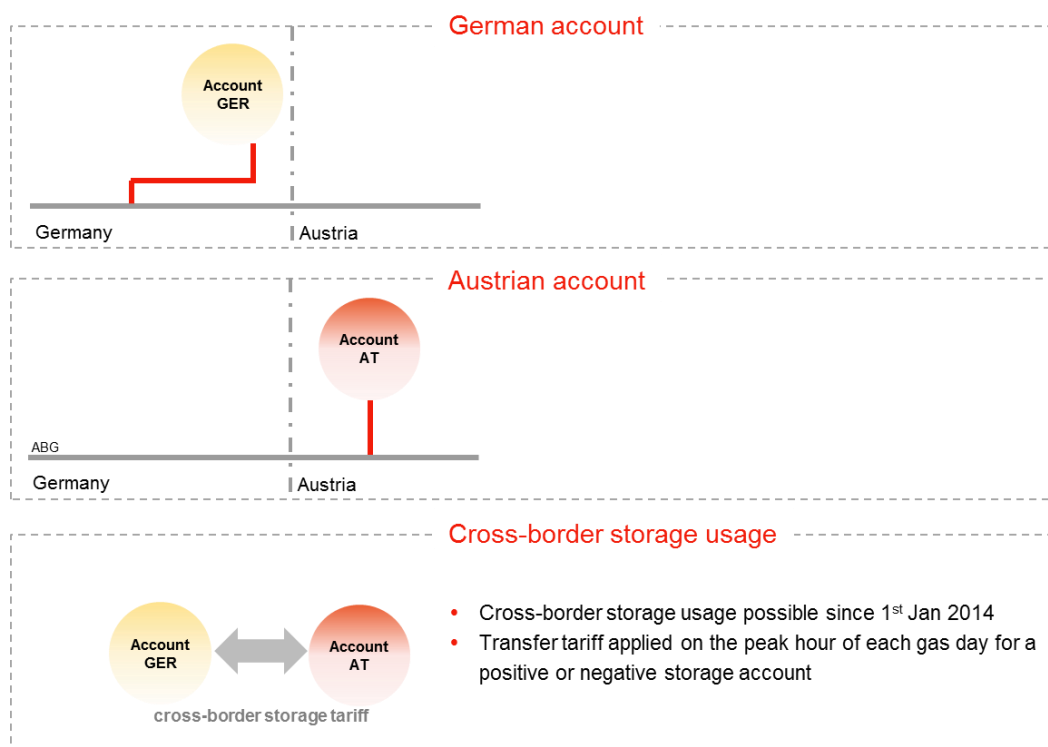 German account
Account
GER
Germany
Austria
Austrian account
Account
AT
ABG
Germany
Austria
Cross-border storage usage
Account
GER
Account
AT
cross-border storage tariff
• Cross-border storage usage possible since 1st Jan 2014
• Transfer tariff applied on the peak hour of each gas day for a
positive or negative storage account